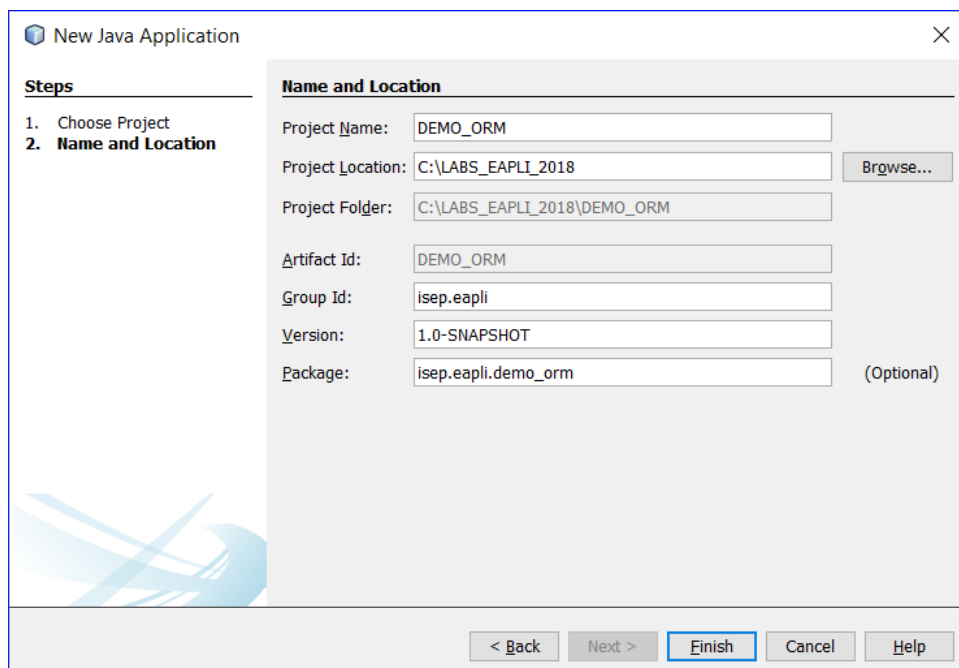 New Java Application
Steps
1. Choose Project
2. Name and Location
Name and Location
Project Name: DEMO_ORM
Project Location: C:\LABS_EAPLI_2018 Browse...
Project Folder: C:\LABS_EAPLI_2018\DEMO_ORM
Artifact Id: DEMO_ORM
Group Id: isep.eapli
Version: 1.0-SNAPSHOT
Package: isep.eapli.demo_orm (Optional)
< Back Next > Finish Cancel Help